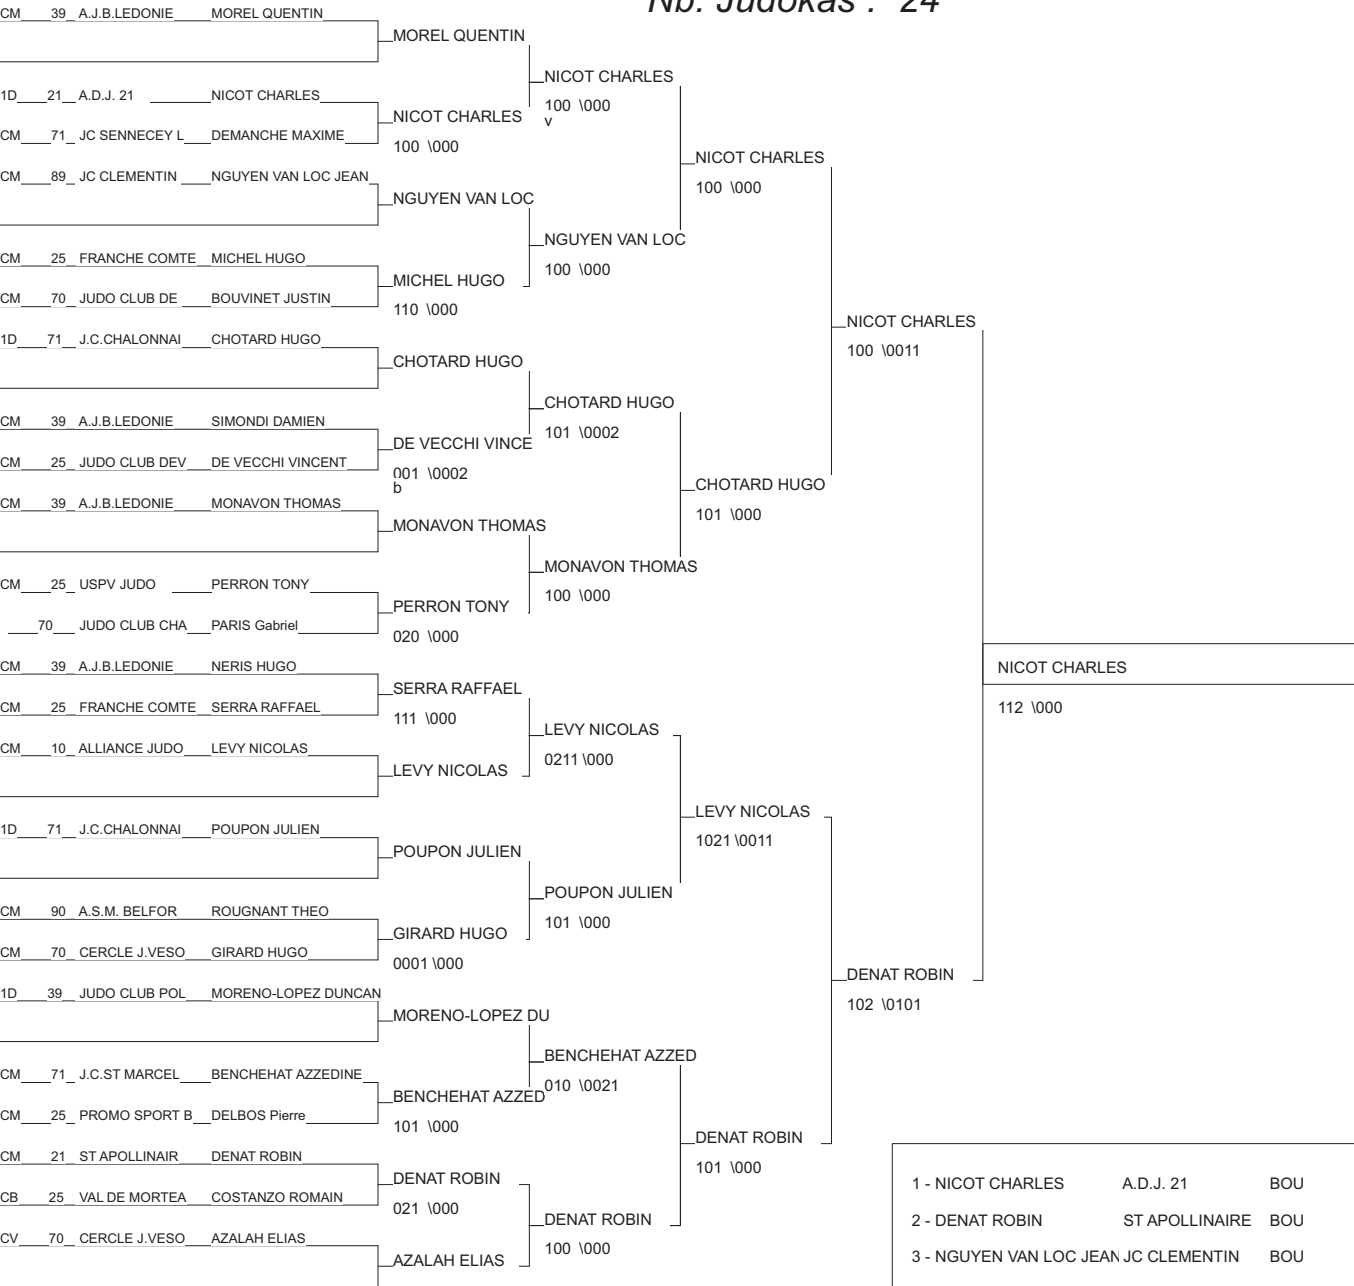 Nb. Judokas : 24
CM 39 A.J.B.LEDONIE MOREL QUENTIN
MOREL QUENTIN
NICOT CHARLES
100 \000
v
1D 21 A.D.J. 21 NICOT CHARLES
NICOT CHARLES
100 \000
CM 71 JC SENNECEY L DEMANCHE MAXIME
NICOT CHARLES
100 \000
CM 89 JC CLEMENTIN NGUYEN VAN LOC JEAN
NGUYEN VAN LOC
NGUYEN VAN LOC
100 \000
CM 25 FRANCHE COMTE MICHEL HUGO
MICHEL HUGO
110 \000
CM 70 JUDO CLUB DE BOUVINET JUSTIN
NICOT CHARLES
100 \0011
1D 71 J.C.CHALONNAI CHOTARD HUGO
CHOTARD HUGO
CHOTARD HUGO
101 \0002
CM 39 A.J.B.LEDONIE SIMONDI DAMIEN
DE VECCHI VINCE
001 \0002
b
CM 25 JUDO CLUB DEV DE VECCHI VINCENT
CHOTARD HUGO
101 \000
CM 39 A.J.B.LEDONIE MONAVON THOMAS
MONAVON THOMAS
MONAVON THOMAS
100 \000
CM 25 USPV JUDO PERRON TONY
PERRON TONY
020 \000
70 JUDO CLUB CHA PARIS Gabriel
NICOT CHARLES
112 \000
CM 39 A.J.B.LEDONIE NERIS HUGO
SERRA RAFFAEL
111 \000
CM 25 FRANCHE COMTE SERRA RAFFAEL
LEVY NICOLAS
0211 \000
CM 10 ALLIANCE JUDO LEVY NICOLAS
LEVY NICOLAS
LEVY NICOLAS
1021 \0011
1D 71 J.C.CHALONNAI POUPON JULIEN
POUPON JULIEN
POUPON JULIEN
101 \000
CM 90 A.S.M. BELFOR ROUGNANT THEO
GIRARD HUGO
0001 \000
CM 70 CERCLE J.VESO GIRARD HUGO
DENAT ROBIN
102 \0101
1D 39 JUDO CLUB POL MORENO-LOPEZ DUNCAN
MORENO-LOPEZ DU
BENCHEHAT AZZED
010 \0021
CM 71 J.C.ST MARCEL BENCHEHAT AZZEDINE
BENCHEHAT AZZED
101 \000
CM 25 PROMO SPORT B DELBOS Pierre
DENAT ROBIN
101 \000
CM 21 ST APOLLINAIR DENAT ROBIN
DENAT ROBIN
021 \000
CB 25 VAL DE MORTEA COSTANZO ROMAIN
DENAT ROBIN
100 \000
CV 70 CERCLE J.VESO AZALAH ELIAS
AZALAH ELIAS
1 - NICOT CHARLES A.D.J. 21 BOU
2 - DENAT ROBIN ST APOLLINAIRE BOU
3 - NGUYEN VAN LOC JEAN JC CLEMENTIN BOU